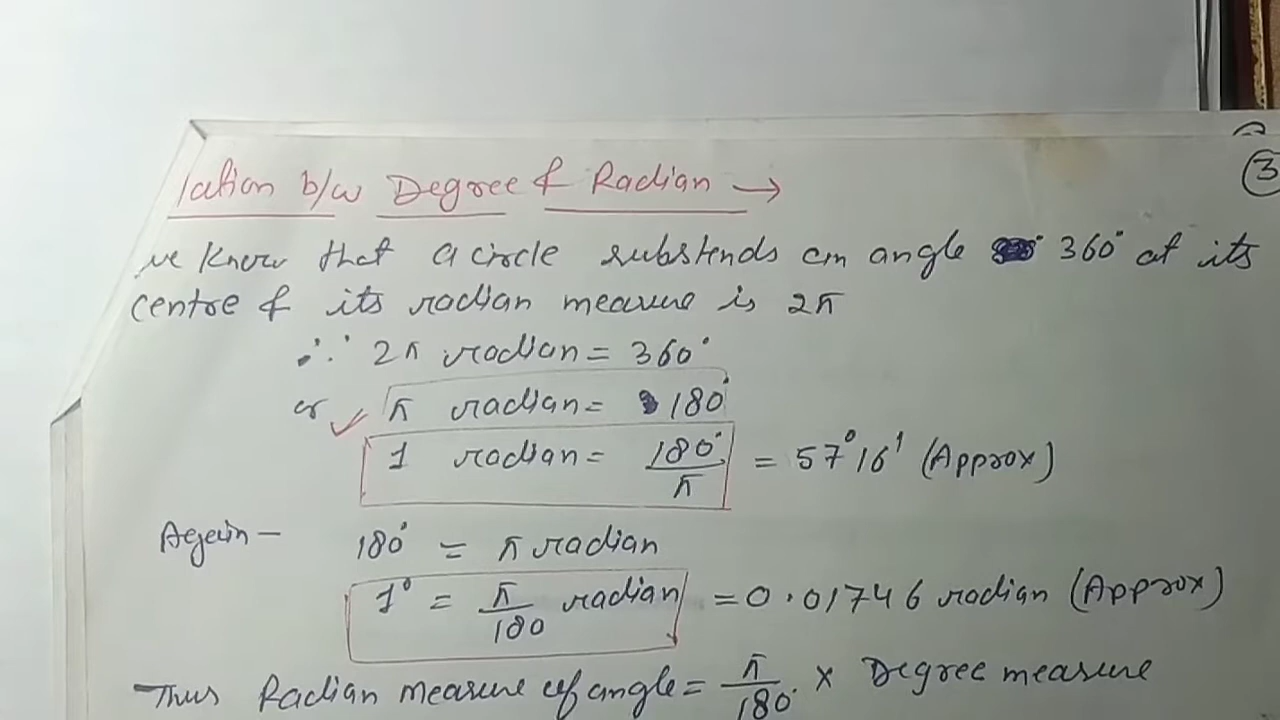 lation b/w Degree & Radian →
③
we know that a circle substends an angle 360° at its
centre & its radian measure is 2π
∴ 2π radian = 360°
or π radian = 180°
1 radian = 180°/π = 57°16' (Approx)
Again — 180° = π radian
1° = π/180 radian = 0.01746 radian (Approx)
Thus Radian measure of angle = π/180° × Degree measure